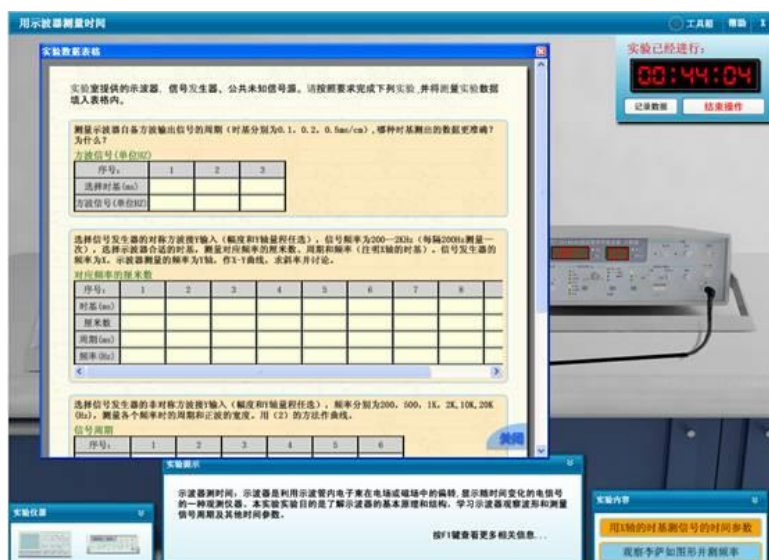 用示波器测量时间
工具箱 帮助 X
实验数据表格
实验已经进行:
00:44:04
记录数据 结束操作
实验室提供的示波器、信号发生器、公共未知信号源。请按照要求完成下列实验,并将测量实验数据
填入表格内。
测量示波器自备方波输出信号的周期(时基分别为0.1, 0.2, 0.5ms/cm),哪种时基测出的数据更准确?
为什么?
方波信号(单位HZ)
序号: 1 2 3
选择时基(ms)
方波信号(单位HZ)
选择信号发生器的对称方波接Y输入(幅度和Y轴量程任选),信号频率为200--2KHz(每隔200Hz测量一
次),选择示波器合适的时基,测量对应频率的厘米数、周期和频率(注明X轴的时基)。信号发生器的
频率为X,示波器测量的频率为Y轴,作X-Y曲线,求斜率并讨论。
对应频率的厘米数
序号: 1 2 3 4 5 6 7 8
时基(ms)
厘米数
周期(ms)
频率(Hz)
选择信号发生器的非对称方波接Y输入(幅度和Y轴量程任选),频率分别为200, 500, 1K, 2K,10K,20K
(Hz),测量各个频率时的周期和正波的宽度。用(2)的方法作曲线。
信号周期
序号: 1 2 3 4 5 6
关闭
实验提示
示波器测时间:示波器是利用示波管内电子束在电场或磁场中的偏转,显示随时间变化的电信号
的一种观测仪器。本实验实验目的是了解示波器的基本原理和结构、学习示波器观察波形和测量
信号周期及其他时间参数。
按F1键查看更多相关信息...
实验仪器
实验内容
用X轴的时基测信号的时间参数
观察李萨如图形并测频率